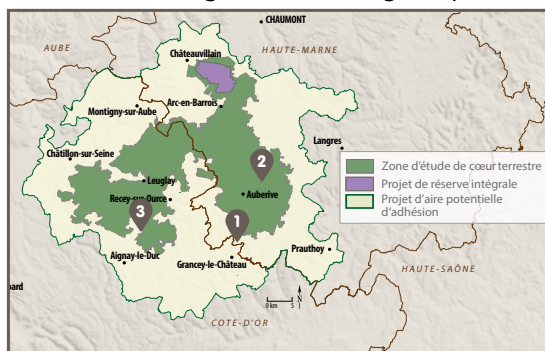 CHAUMONT
AUBE
HAUTE-MARNE
Châteauvillain
Arc-en-Barrois
Montigny-sur-Aube
Langres
Châtillon-sur-Seine
Leuglay
2
Auberive
Recey-sur-Ource
3
1
Zone d'étude de cœur terrestre
Projet de réserve intégrale
Projet d'aire potentielle
d'adhésion
Aignay-le-Duc
Grancey-le-Château
Prauthoy
HAUTE-SAÔNE
bard
0 km 5 N
COTE-D'OR